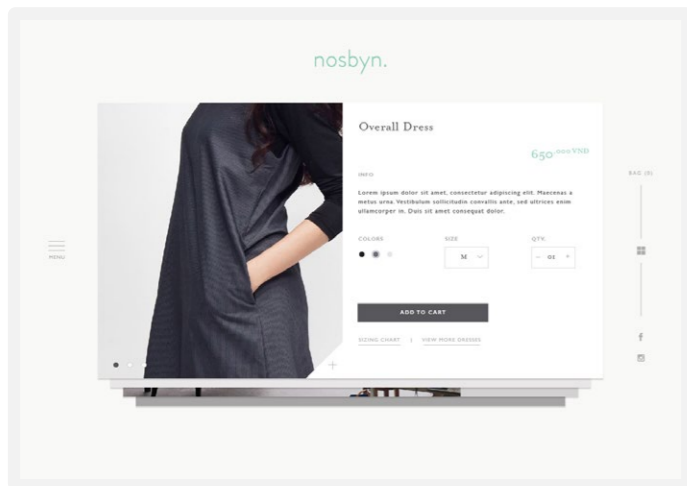 nosbyn.
Overall Dress
650.000 VND
BAG (0)
INFO
Lorem ipsum dolor sit amet, consectetur adipiscing elit. Maecenas a
metus urna. Vestibulum sollicitudin convallis ante, sed ultrices enim
ullamcorper in. Duis sit amet consequat dolor.
COLORS
SIZE
QTY.
M
– 01 +
MENU
ADD TO CART
SIZING CHART | VIEW MORE DRESSES